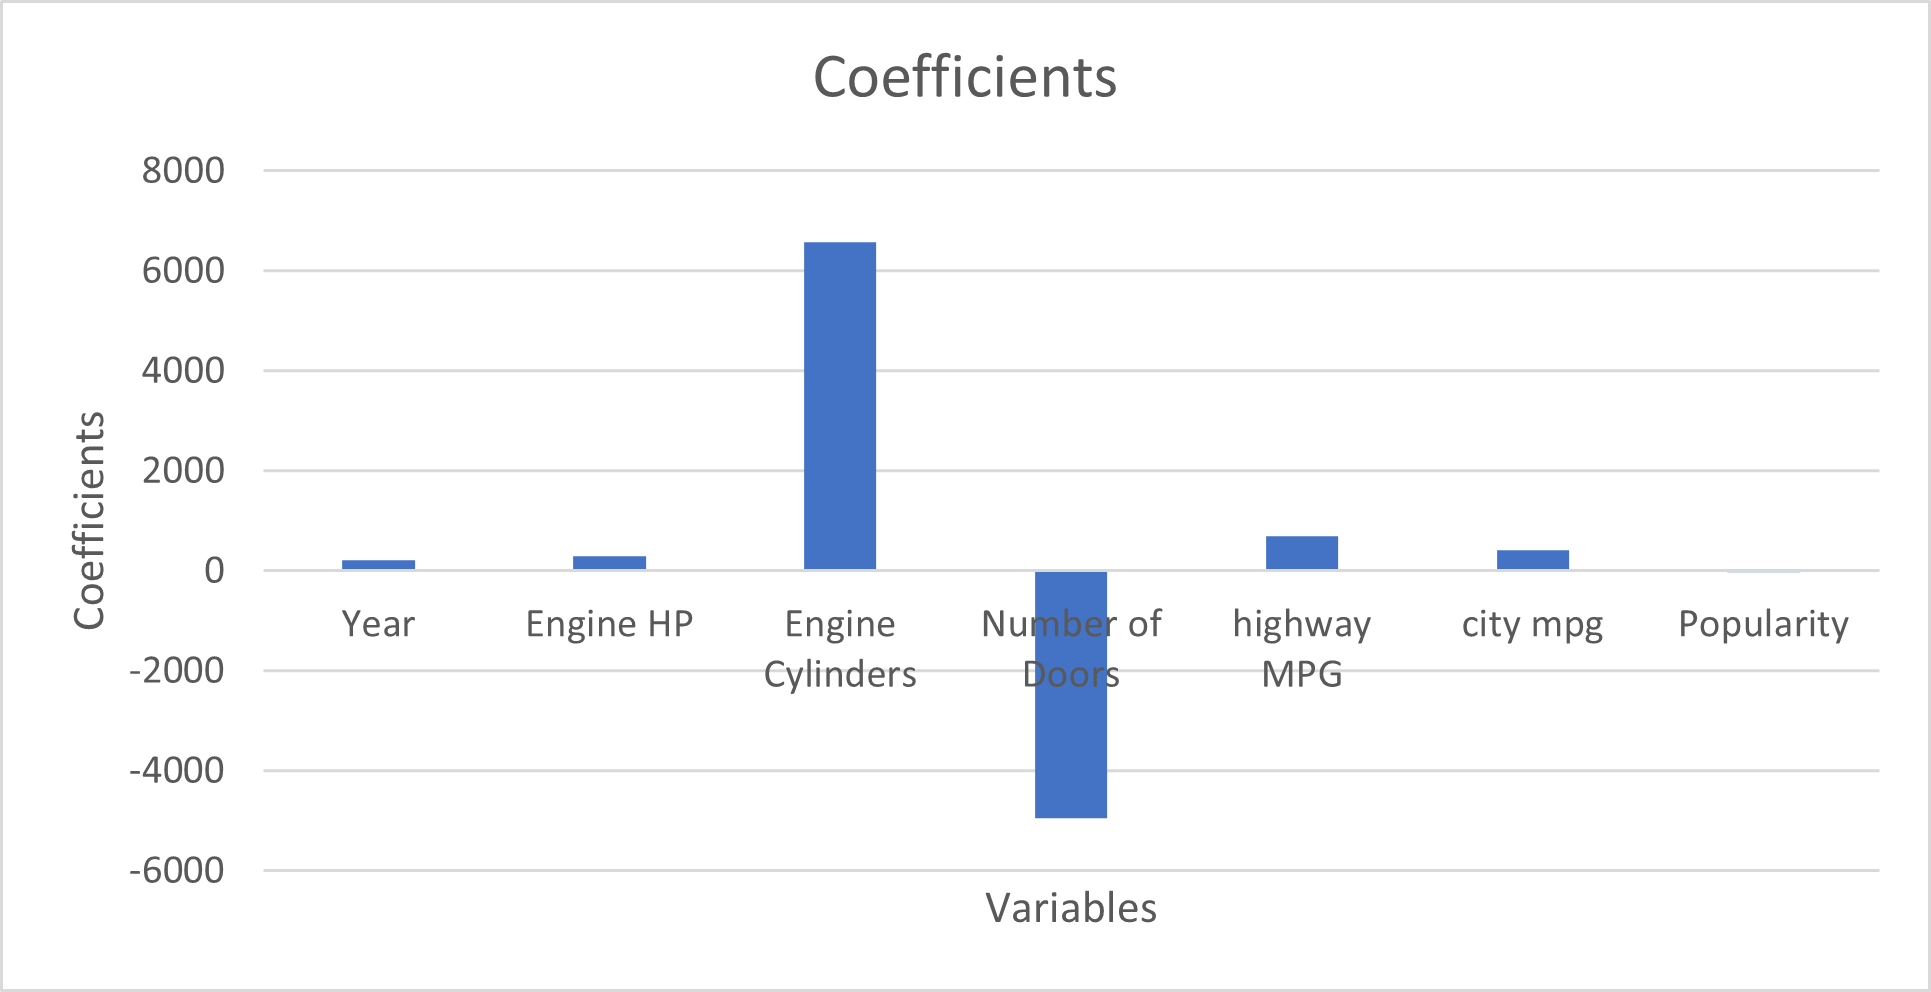 Coefficients
8000
6000
4000
2000
0
-2000
-4000
-6000
Coefficients
Year
Engine HP
Engine
Cylinders
Number of
Doors
highway
MPG
city mpg
Popularity
Variables